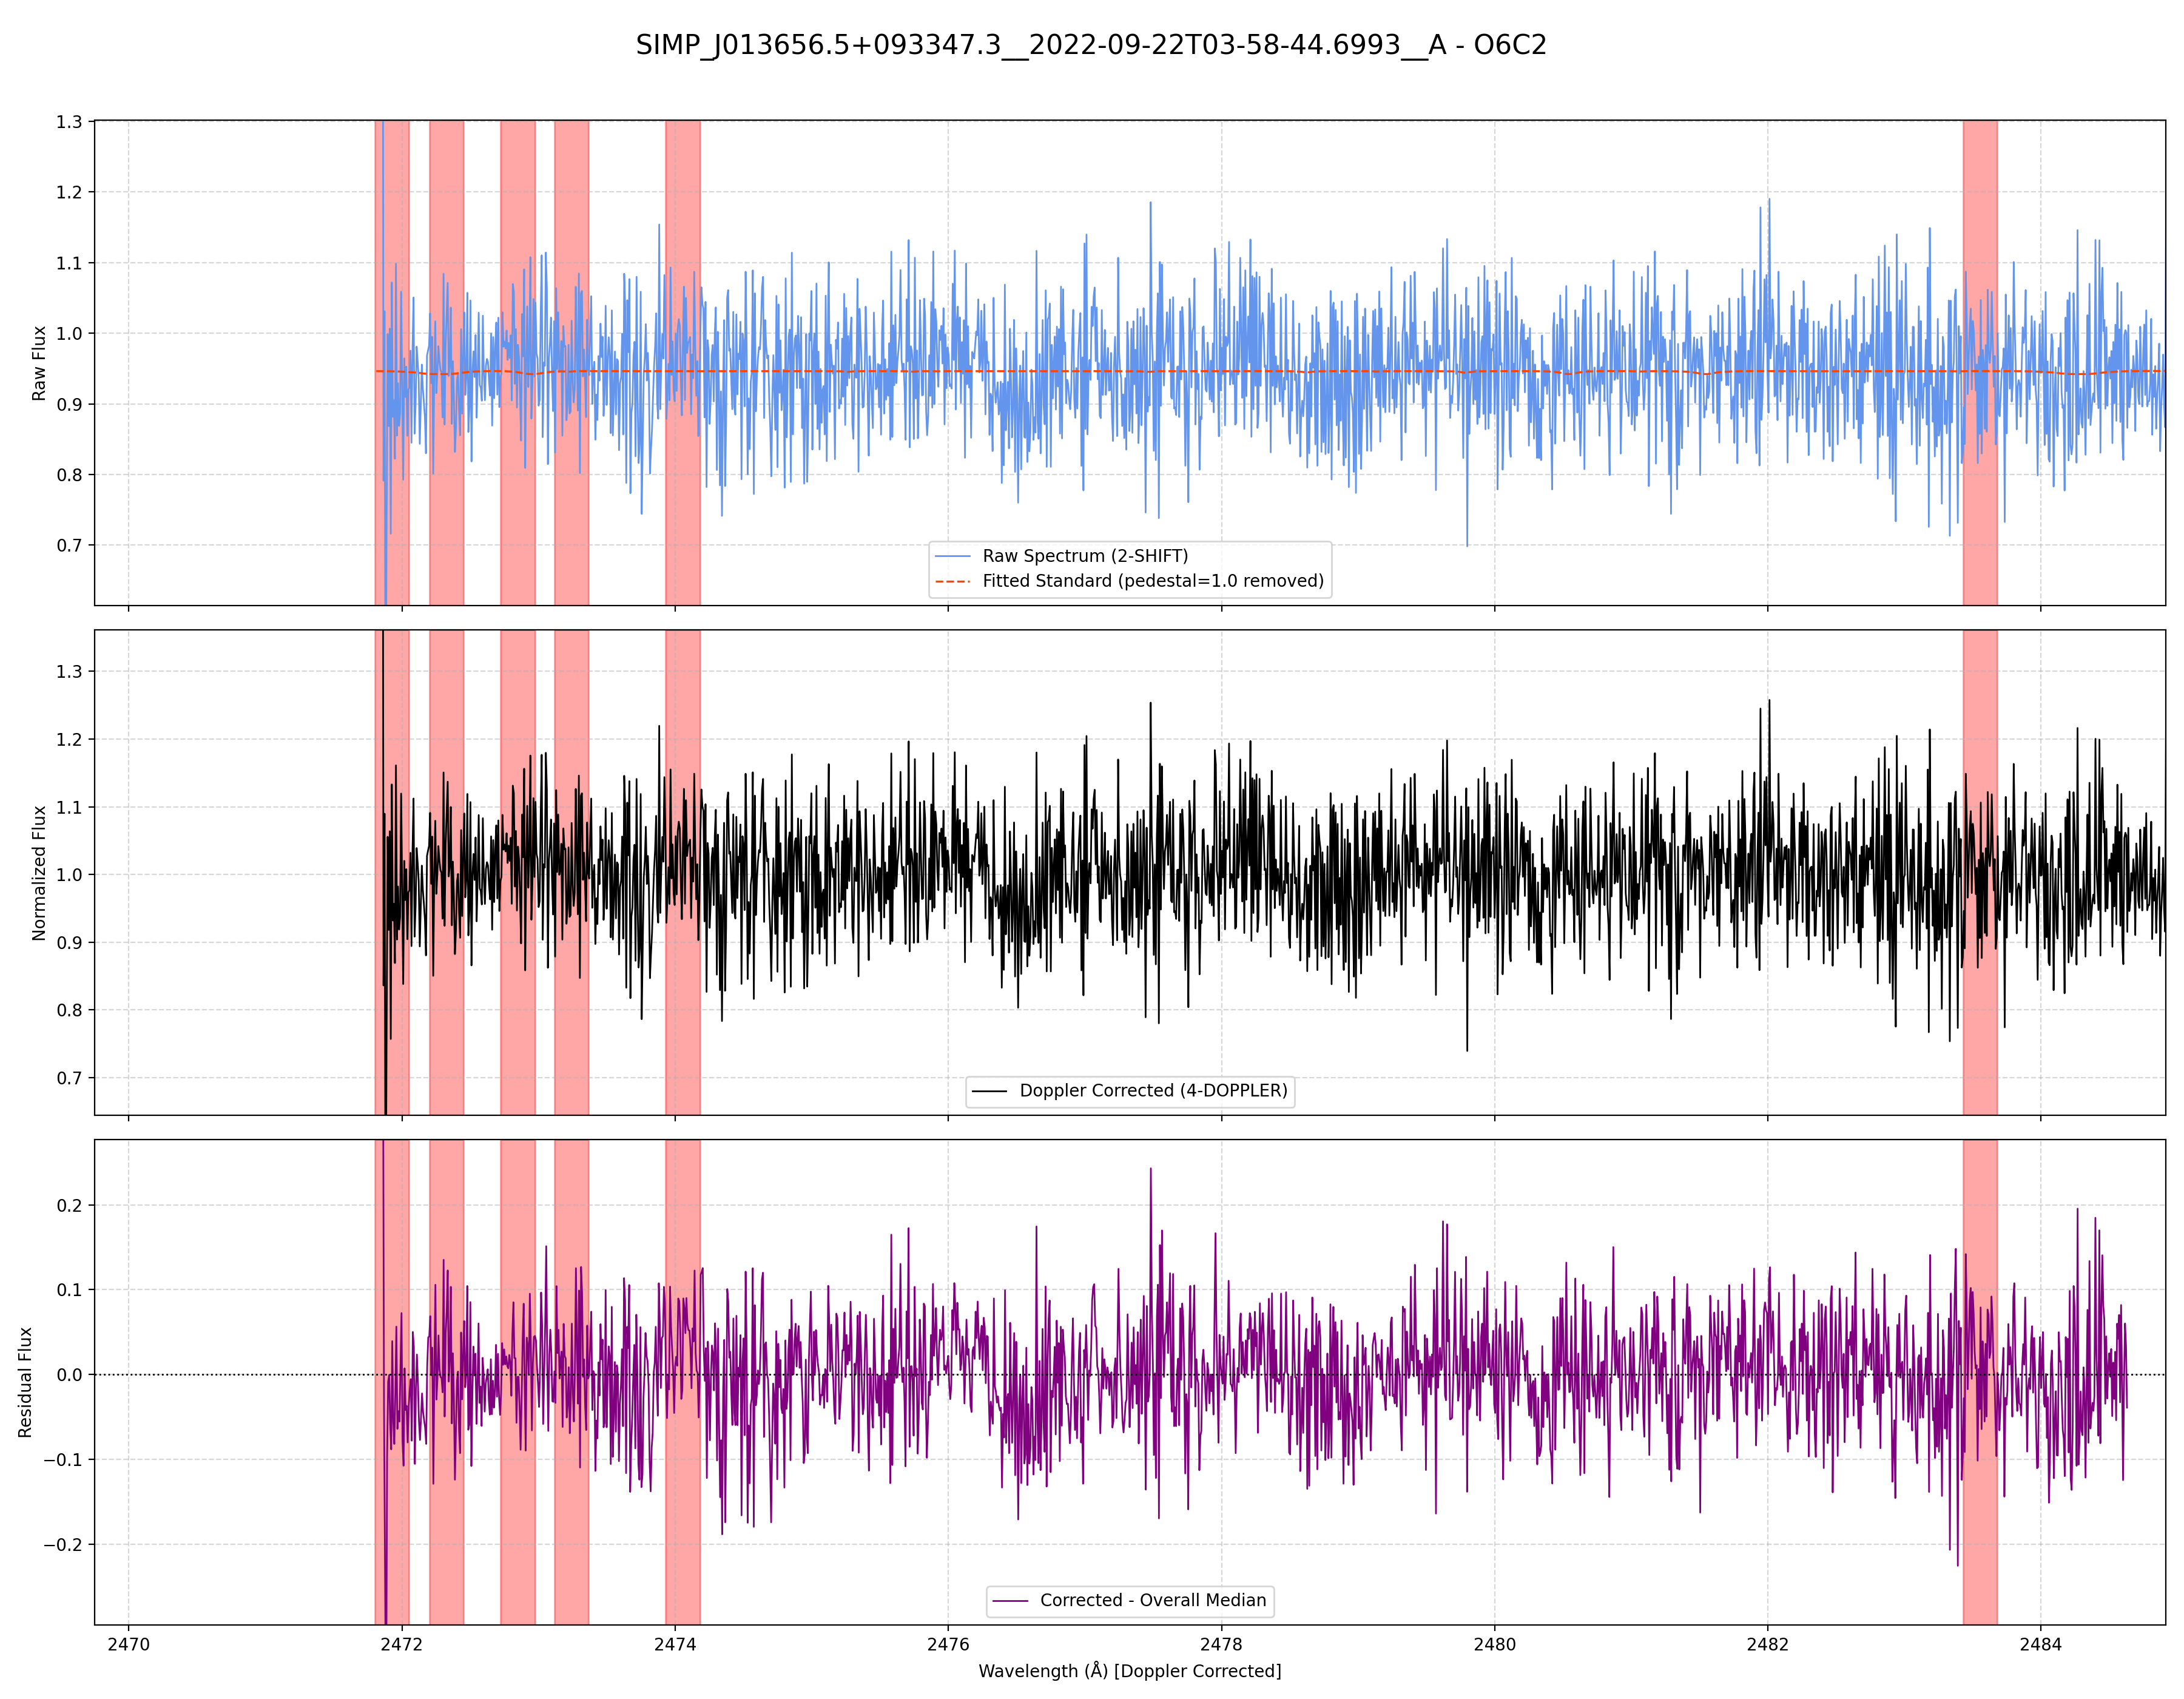 SIMP_J013656.5+093347.3__2022-09-22T03-58-44.6993__A - O6C2
1.3
1.2
1.1
1.0
0.9
0.8
0.7
Raw Flux
Raw Spectrum (2-SHIFT)
Fitted Standard (pedestal=1.0 removed)
1.3
1.2
1.1
1.0
0.9
0.8
0.7
Normalized Flux
Doppler Corrected (4-DOPPLER)
0.2
0.1
0.0
−0.1
−0.2
Residual Flux
Corrected - Overall Median
2470 2472 2474 2476 2478 2480 2482 2484
Wavelength (Å) [Doppler Corrected]